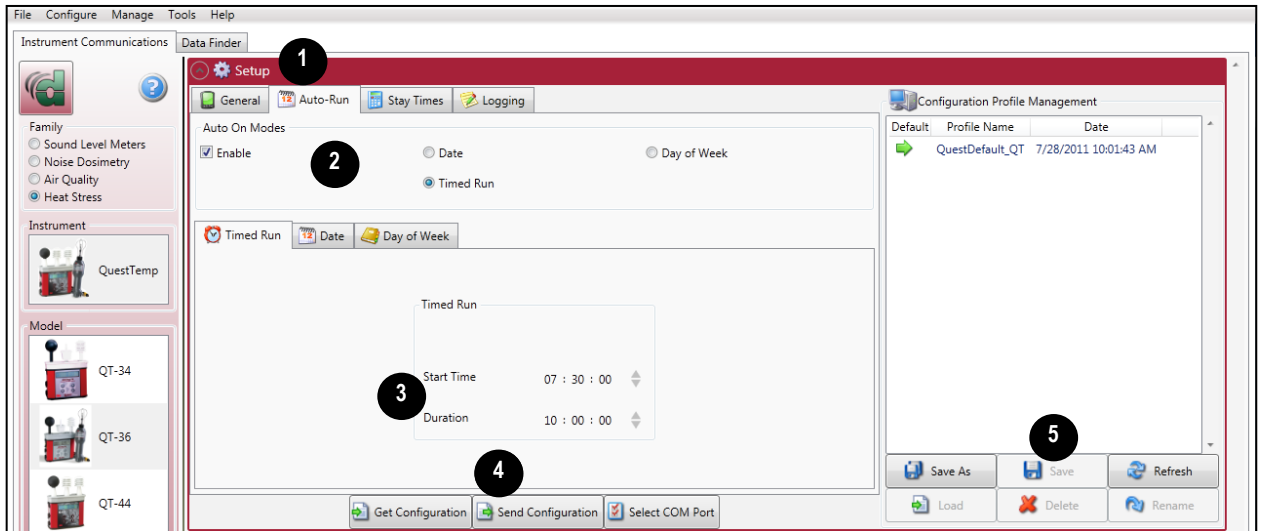 File Configure Manage Tools Help
Instrument Communications Data Finder
1
Setup
General 12 Auto-Run Stay Times Logging
Auto On Modes
Enable
2
Date
Day of Week
Timed Run
12
Timed Run Date Day of Week
Timed Run
Start Time 07 : 30 : 00
3
Duration 10 : 00 : 00
4
Get Configuration Send Configuration Select COM Port
d ?
Family
Sound Level Meters
Noise Dosimetry
Air Quality
Heat Stress
Instrument
QuestTemp
Model
QT-34
QT-36
QT-44
Configuration Profile Management
Default Profile Name Date
QuestDefault_QT 7/28/2011 10:01:43 AM
5
Save As Save Refresh
Load Delete Rename